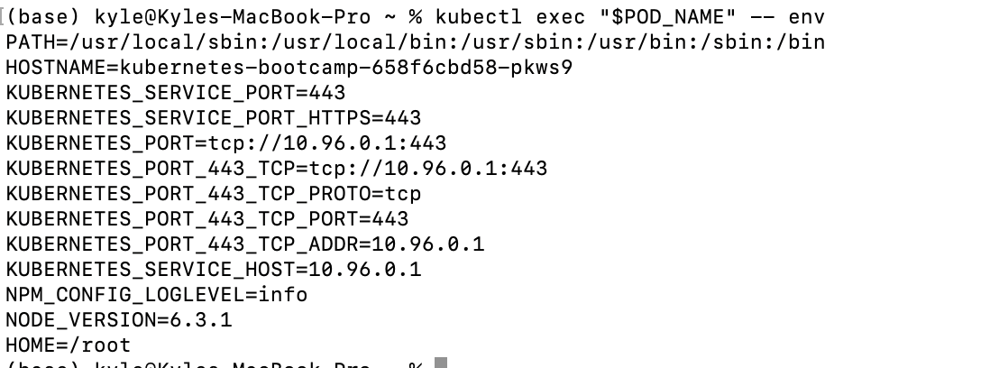 (base) kyle@Kyles-MacBook-Pro ~ % kubectl exec "$POD_NAME" -- env
PATH=/usr/local/sbin:/usr/local/bin:/usr/sbin:/usr/bin:/sbin:/bin
HOSTNAME=kubernetes-bootcamp-658f6cbd58-pkws9
KUBERNETES_SERVICE_PORT=443
KUBERNETES_SERVICE_PORT_HTTPS=443
KUBERNETES_PORT=tcp://10.96.0.1:443
KUBERNETES_PORT_443_TCP=tcp://10.96.0.1:443
KUBERNETES_PORT_443_TCP_PROTO=tcp
KUBERNETES_PORT_443_TCP_PORT=443
KUBERNETES_PORT_443_TCP_ADDR=10.96.0.1
KUBERNETES_SERVICE_HOST=10.96.0.1
NPM_CONFIG_LOGLEVEL=info
NODE_VERSION=6.3.1
HOME=/root
(base) kyle@Kyles-MacBook-Pro ~ %